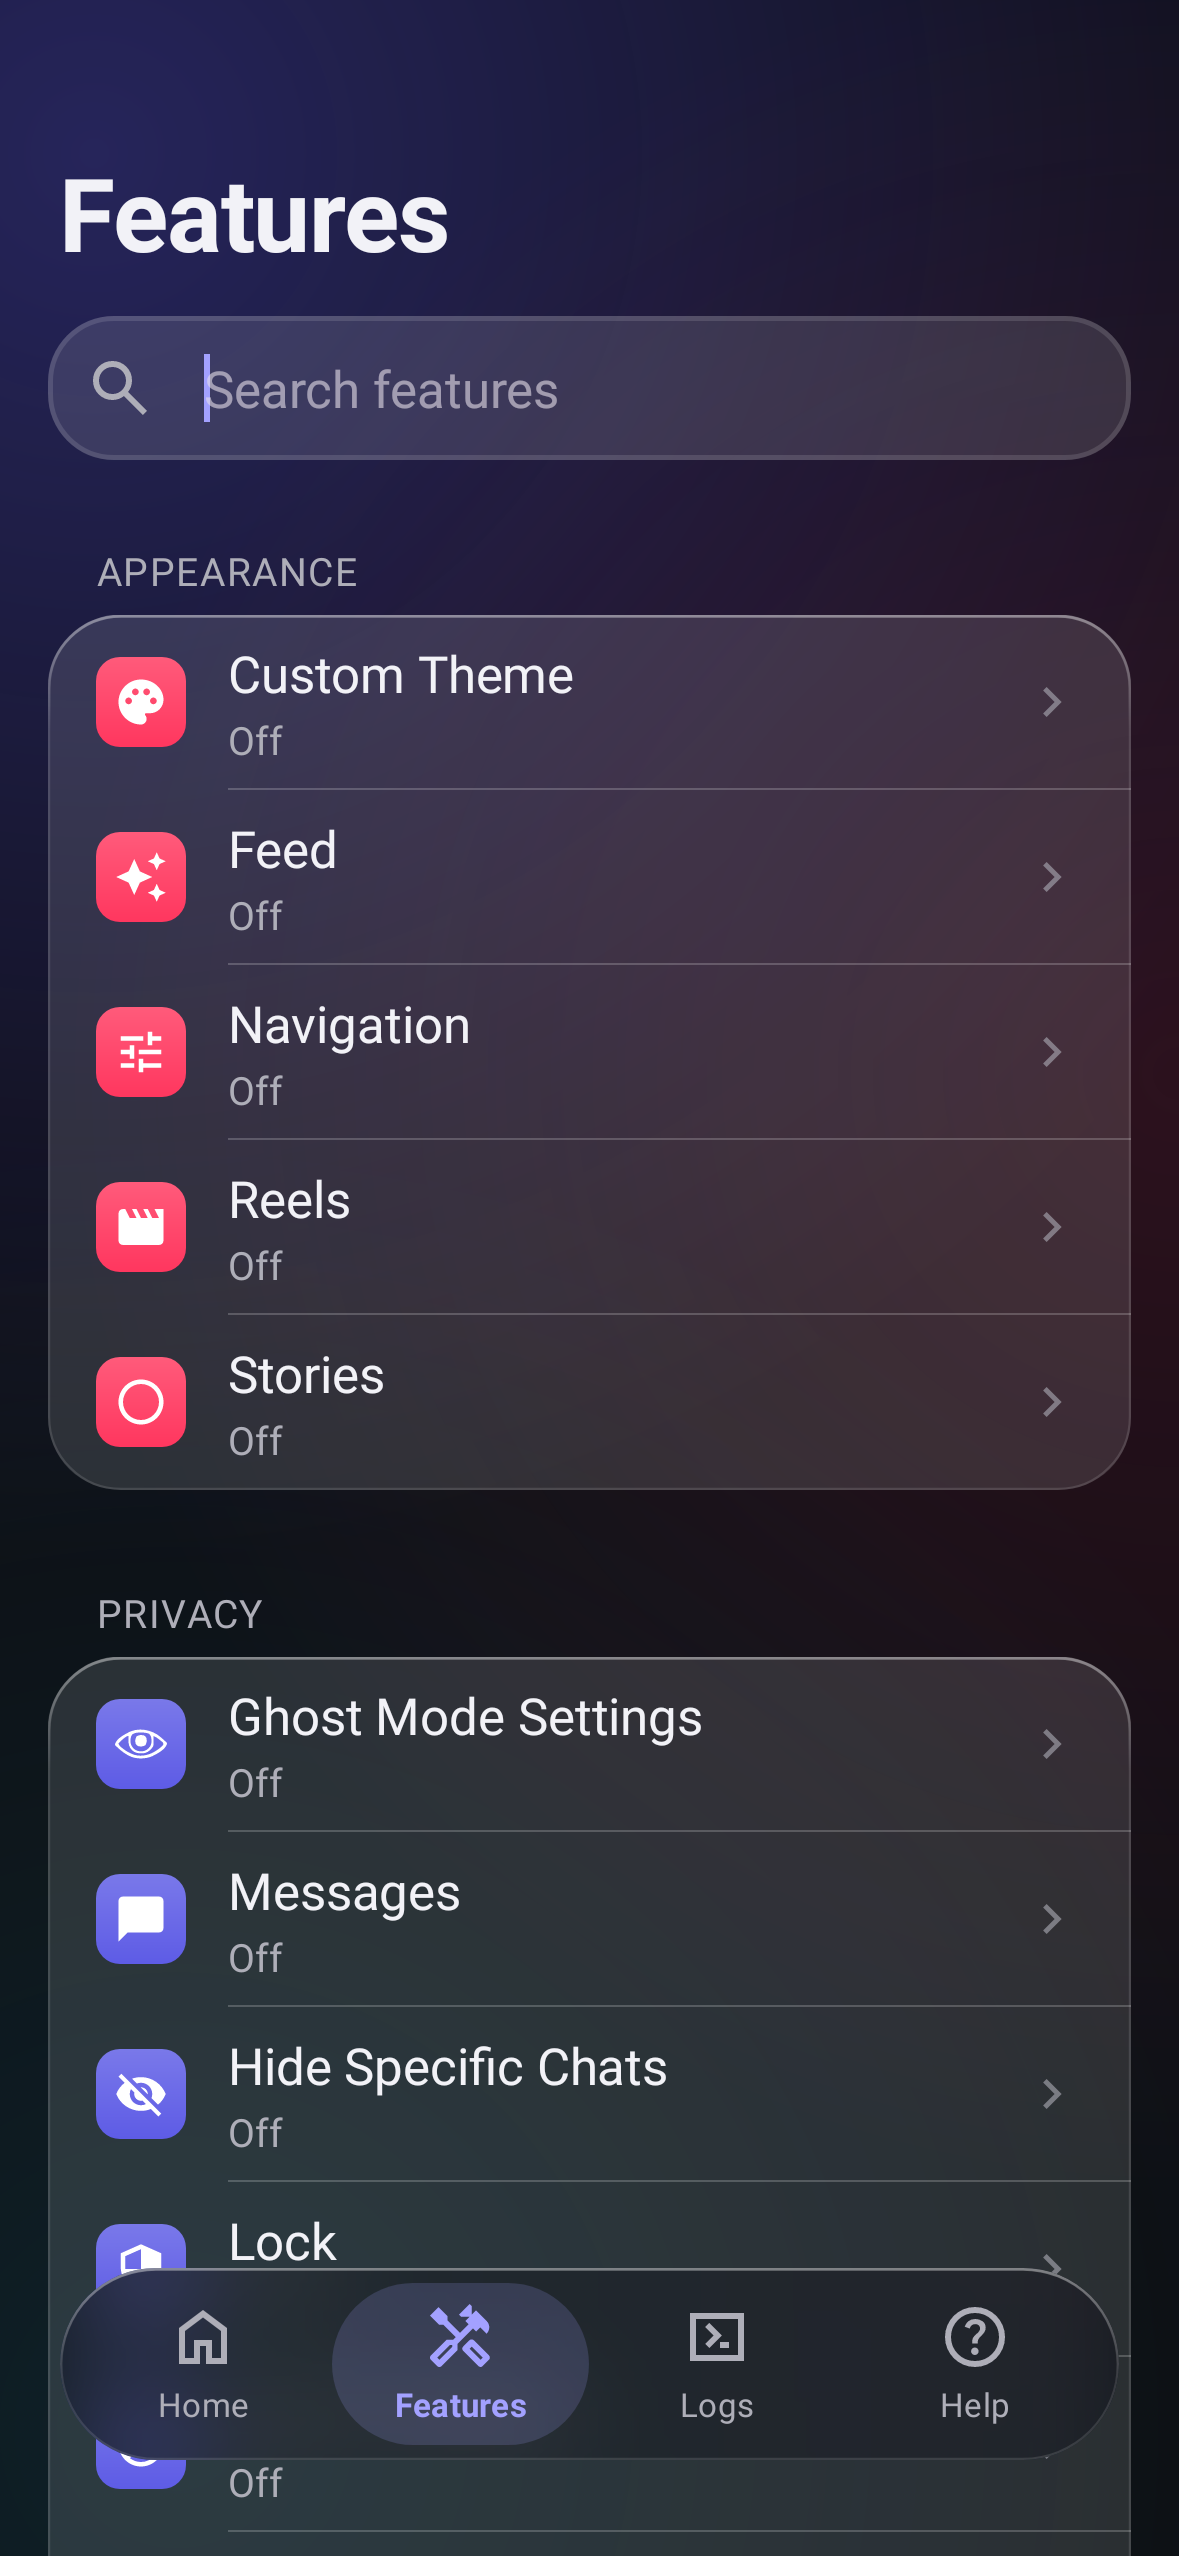 Features
Search features
APPEARANCE
Custom Theme
Off
Feed
Off
Navigation
Off
Reels
Off
Stories
Off
PRIVACY
Ghost Mode Settings
Off
Messages
Off
Hide Specific Chats
Off
Lock
Home
Features
Logs
Help
Off